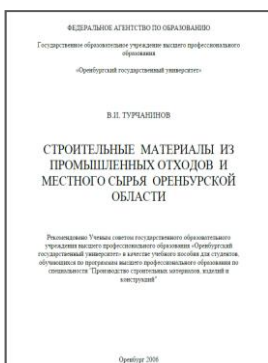 ФЕДЕРАЛЬНОЕ АГЕНТСТВО ПО ОБРАЗОВАНИЮ
Государственное образовательное учреждение высшего профессионального
образования
«Оренбургский государственный университет»
В.И. ТУРЧАНИНОВ
СТРОИТЕЛЬНЫЕ МАТЕРИАЛЫ ИЗ
ПРОМЫШЛЕННЫХ ОТХОДОВ И
МЕСТНОГО СЫРЬЯ ОРЕНБУРГСКОЙ
ОБЛАСТИ
Рекомендовано Ученым советом государственного образовательного
учреждения высшего профессионального образования «Оренбургский
государственный университет» в качестве учебного пособия для студентов,
обучающихся по программам высшего профессионального образования по
специальности "Производство строительных материалов, изделий и
конструкций"
Оренбург 2006